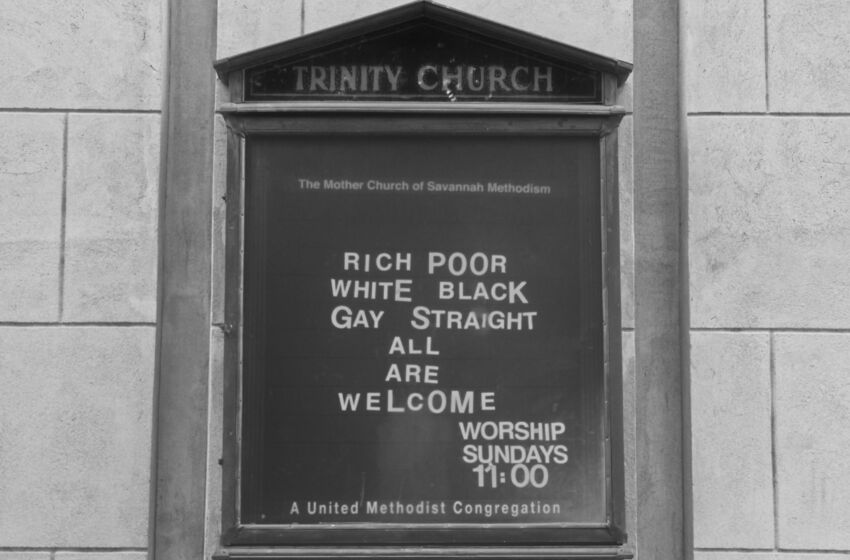 TRINITY CHURCH
The Mother Church of Savannah Methodism
RICH POOR
WHITE BLACK
GAY STRAIGHT
ALL
ARE
WELCOME
WORSHIP
SUNDAYS
11:00
A United Methodist Congregation